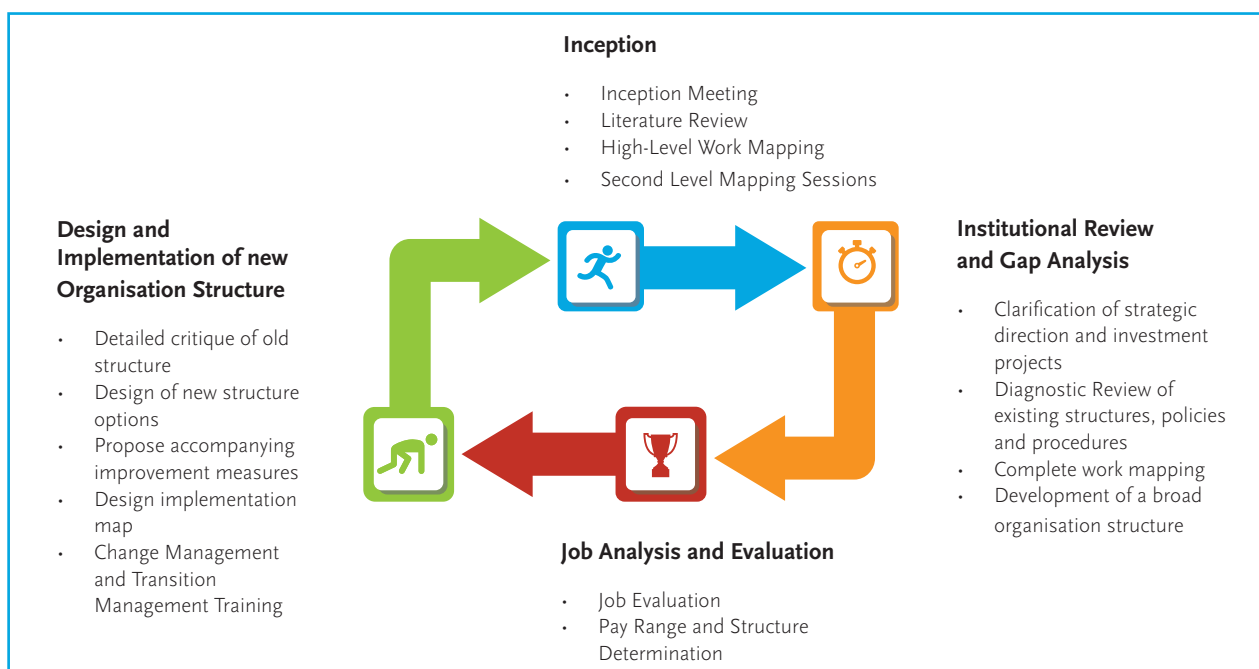 Inception
• Inception Meeting
• Literature Review
• High-Level Work Mapping
• Second Level Mapping Sessions
Institutional Review
and Gap Analysis
• Clarification of strategic
direction and investment
projects
• Diagnostic Review of
existing structures, policies
and procedures
• Complete work mapping
• Development of a broad
organisation structure
Job Analysis and Evaluation
• Job Evaluation
• Pay Range and Structure
Determination
Design and
Implementation of new
Organisation Structure
• Detailed critique of old
structure
• Design of new structure
options
• Propose accompanying
improvement measures
• Design implementation
map
• Change Management
and Transition
Management Training